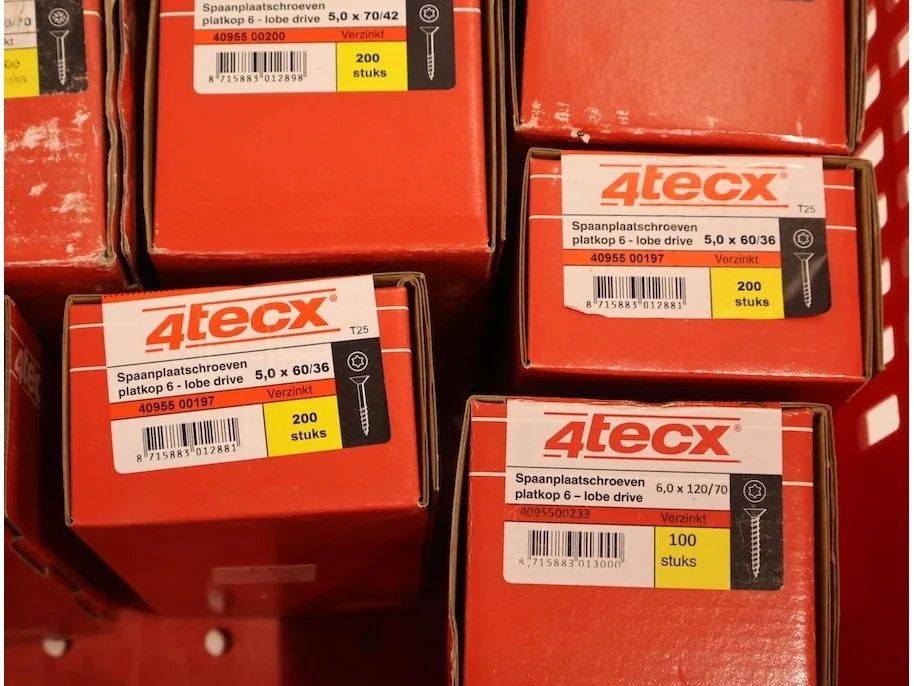 Spaanplaatschroeven
platkop 6 - lobe drive 5,0 x 70/42
40955 00200 Verzinkt
8 715883 012898
200
stuks
4tecx®
T25
Spaanplaatschroeven
platkop 6 - lobe drive 5,0 x 60/36
40955 00197 Verzinkt
8 715883 012881
200
stuks
4tecx®
T25
Spaanplaatschroeven
platkop 6 - lobe drive 5,0 x 60/36
40955 00197 Verzinkt
8 715883 012881
200
stuks
4tecx®
Spaanplaatschroeven
platkop 6 – lobe drive 6,0 x 120/70
4095500233 Verzinkt
8 715883 013000
100
stuks